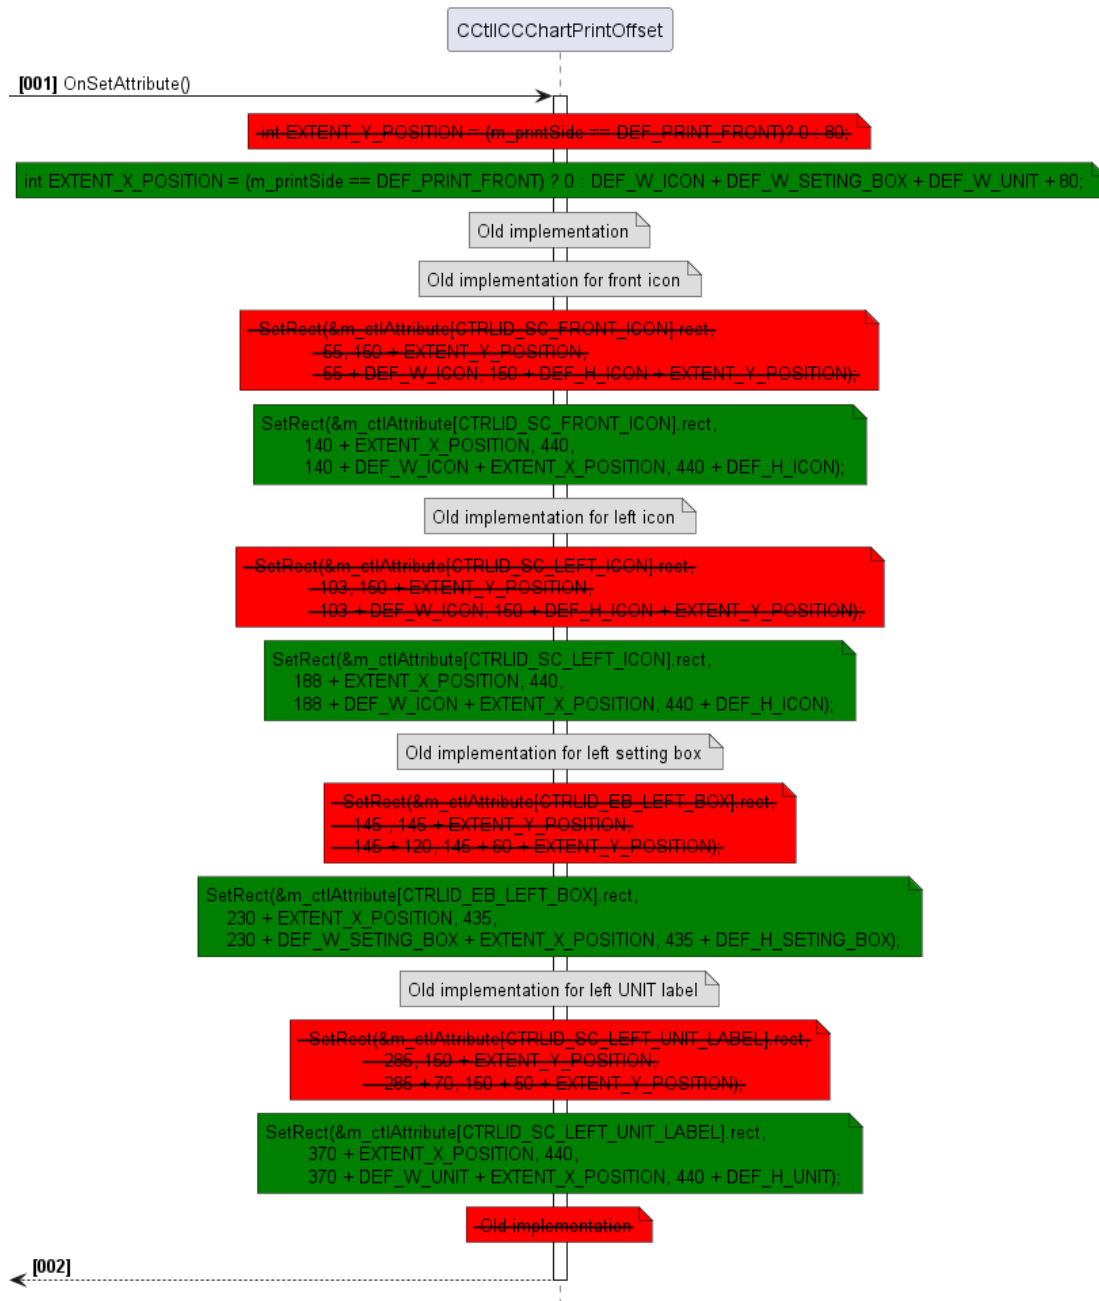 CCtlICCChartPrintOffset
[001] OnSetAttribute()
int EXTENT_Y_POSITION = (m_printSide == DEF_PRINT_FRONT)? 0 : 80;
int EXTENT_X_POSITION = (m_printSide == DEF_PRINT_FRONT) ? 0 : DEF_W_ICON + DEF_W_SETING_BOX + DEF_W_UNIT + 80;
Old implementation
Old implementation for front icon
SetRect(&m_ctlAttribute[CTRLID_SC_FRONT_ICON].rect,
55, 150 + EXTENT_Y_POSITION,
55 + DEF_W_ICON, 150 + DEF_H_ICON + EXTENT_Y_POSITION);
SetRect(&m_ctlAttribute[CTRLID_SC_FRONT_ICON].rect,
140 + EXTENT_X_POSITION, 440,
140 + DEF_W_ICON + EXTENT_X_POSITION, 440 + DEF_H_ICON);
Old implementation for left icon
SetRect(&m_ctlAttribute[CTRLID_SC_LEFT_ICON].rect,
103, 150 + EXTENT_Y_POSITION,
103 + DEF_W_ICON, 150 + DEF_H_ICON + EXTENT_Y_POSITION);
SetRect(&m_ctlAttribute[CTRLID_SC_LEFT_ICON].rect,
188 + EXTENT_X_POSITION, 440,
188 + DEF_W_ICON + EXTENT_X_POSITION, 440 + DEF_H_ICON);
Old implementation for left setting box
SetRect(&m_ctlAttribute[CTRLID_EB_LEFT_BOX].rect,
145 , 145 + EXTENT_Y_POSITION,
145 + 120, 145 + 60 + EXTENT_Y_POSITION);
SetRect(&m_ctlAttribute[CTRLID_EB_LEFT_BOX].rect,
230 + EXTENT_X_POSITION, 435,
230 + DEF_W_SETING_BOX + EXTENT_X_POSITION, 435 + DEF_H_SETING_BOX);
Old implementation for left UNIT label
SetRect(&m_ctlAttribute[CTRLID_SC_LEFT_UNIT_LABEL].rect,
285, 150 + EXTENT_Y_POSITION,
285 + 70, 150 + 50 + EXTENT_Y_POSITION);
SetRect(&m_ctlAttribute[CTRLID_SC_LEFT_UNIT_LABEL].rect,
370 + EXTENT_X_POSITION, 440,
370 + DEF_W_UNIT + EXTENT_X_POSITION, 440 + DEF_H_UNIT);
Old implementation
[002]